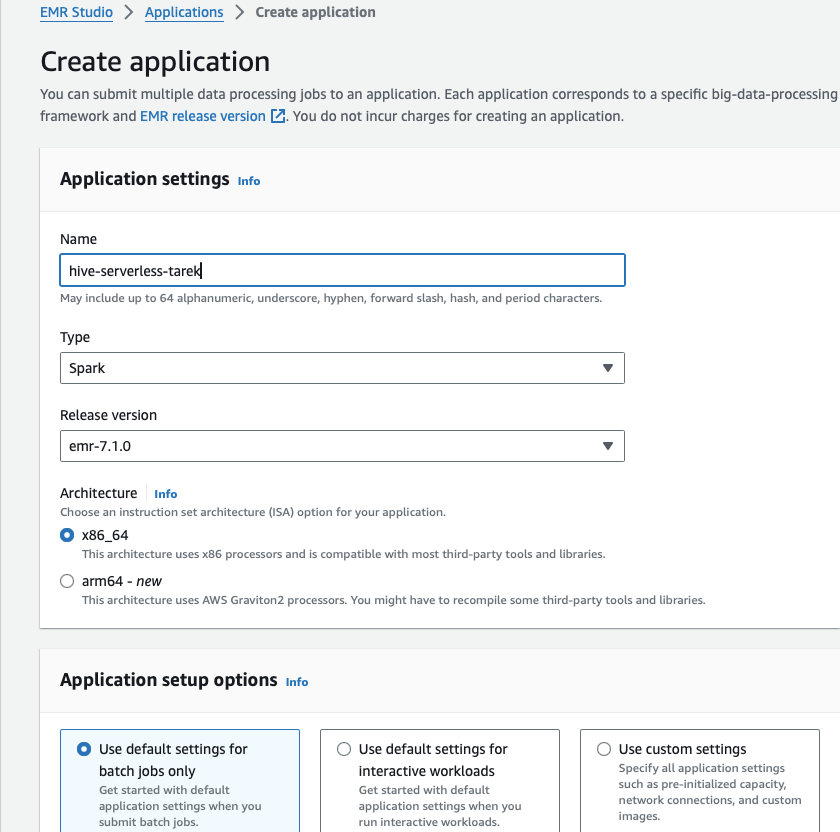 EMR Studio > Applications > Create application
Create application
You can submit multiple data processing jobs to an application. Each application corresponds to a specific big-data-processing
framework and EMR release version. You do not incur charges for creating an application.
Application settings Info
Name
hive-serverless-tarek
May include up to 64 alphanumeric, underscore, hyphen, forward slash, hash, and period characters.
Type
Spark
Release version
emr-7.1.0
Architecture Info
Choose an instruction set architecture (ISA) option for your application.
x86_64
This architecture uses x86 processors and is compatible with most third-party tools and libraries.
arm64 - new
This architecture uses AWS Graviton2 processors. You might have to recompile some third-party tools and libraries.
Application setup options Info
Use default settings for
batch jobs only
Get started with default
application settings when you
submit batch jobs.
Use default settings for
interactive workloads
Get started with default
application settings when you
run interactive workloads.
Use custom settings
Specify all application settings
such as pre-initialized capacity,
network connections, and custom
images.